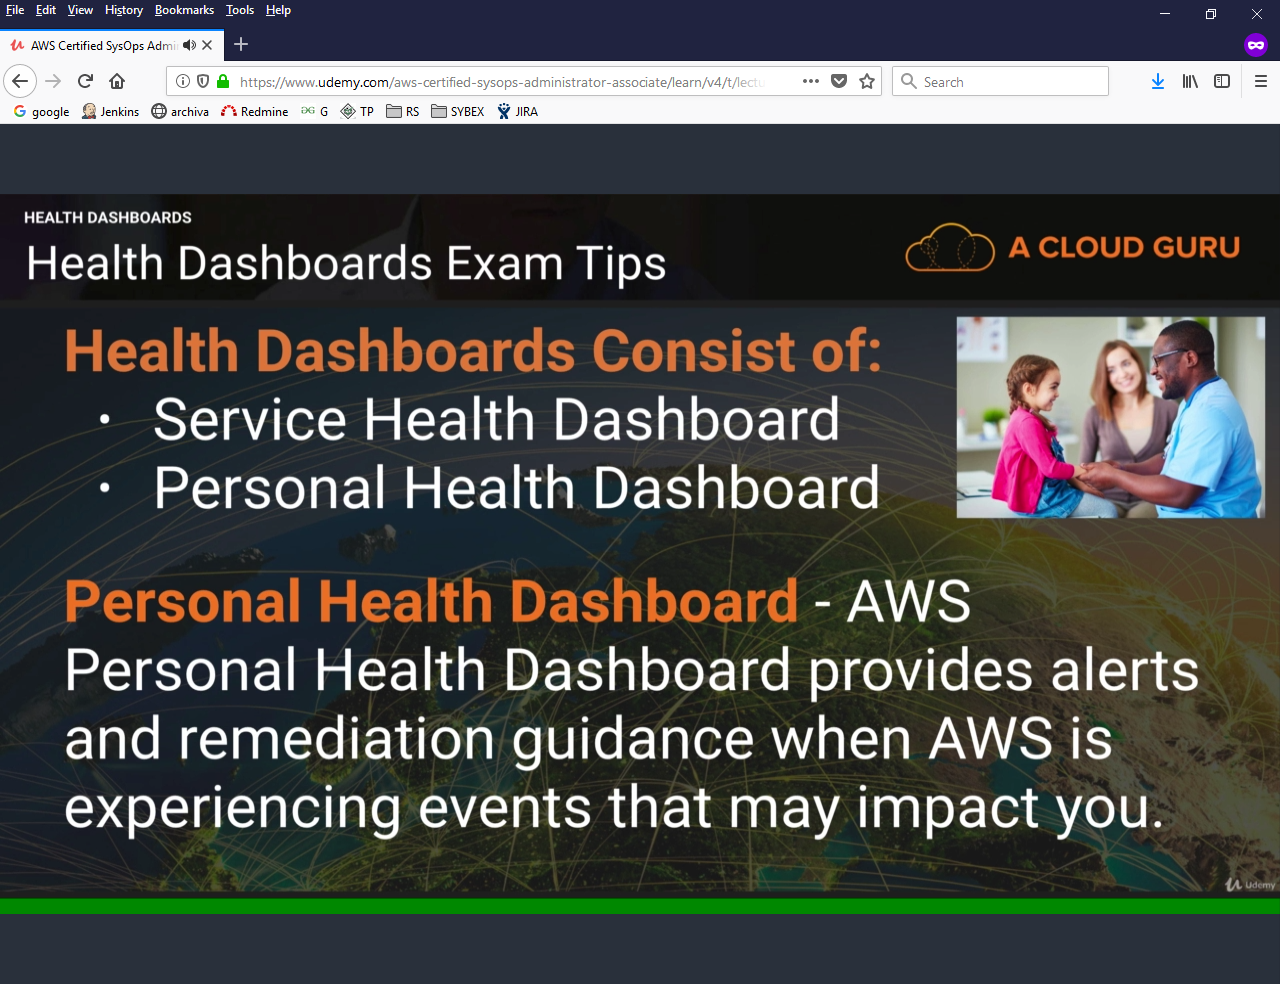 File Edit View History Bookmarks Tools Help
AWS Certified SysOps Admi
https://www.udemy.com/aws-certified-sysops-administrator-associate/learn/v4/t/lectu
Search
google Jenkins archiva Redmine G TP RS SYBEX JIRA
HEALTH DASHBOARDS
Health Dashboards Exam Tips
A CLOUD GURU
Health Dashboards Consist of:
• Service Health Dashboard
• Personal Health Dashboard
Personal Health Dashboard - AWS
Personal Health Dashboard provides alerts
and remediation guidance when AWS is
experiencing events that may impact you.
Udemy